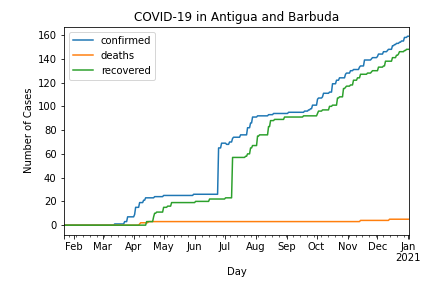 COVID-19 in Antigua and Barbuda
confirmed
deaths
recovered
160
140
120
100
80
60
40
20
0
Number of Cases
Feb Mar Apr May Jun Jul Aug Sep Oct Nov Dec Jan
2021
Day